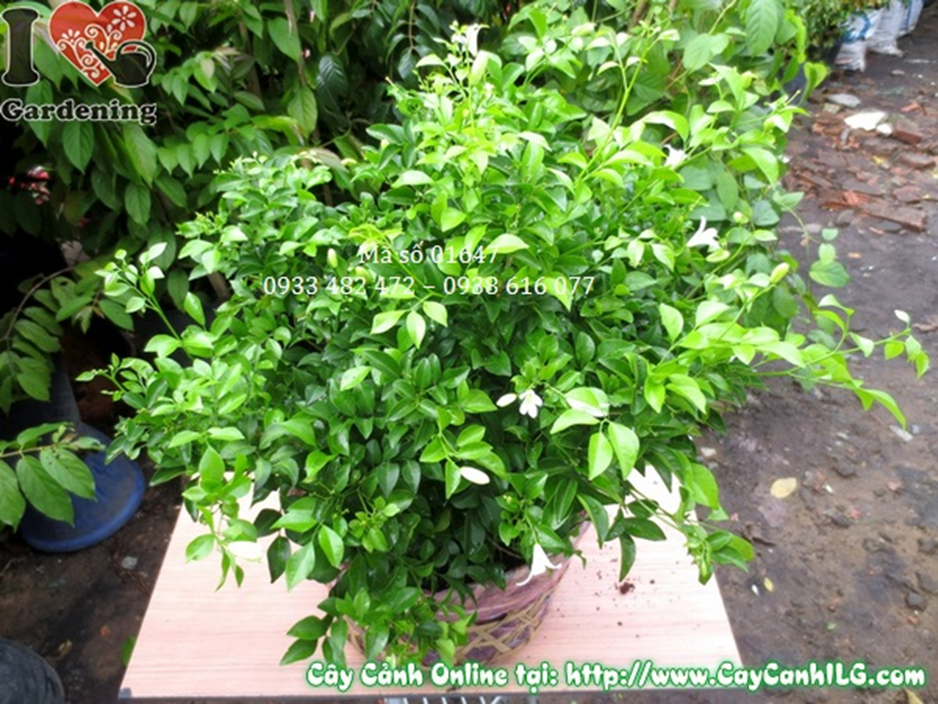 I
Gardening
Mã số 01647
0933 482 472 – 0938 616 077
Cây Cảnh Online tại: http://www.CayCanhILG.com